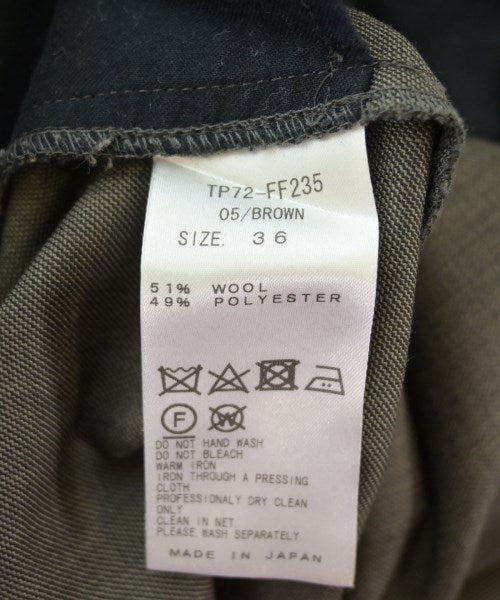 TP72-FF235
05/BROWN
SIZE. 36
51% WOOL
49% POLYESTER
F W
DO NOT HAND WASH
DO NOT BLEACH
WARM IRON
IRON THROUGH A PRESSING
CLOTH
PROFESSIONALY DRY CLEAN
ONLY
CLEAN IN NET
PLEASE WASH SEPARATELY
MADE IN JAPAN